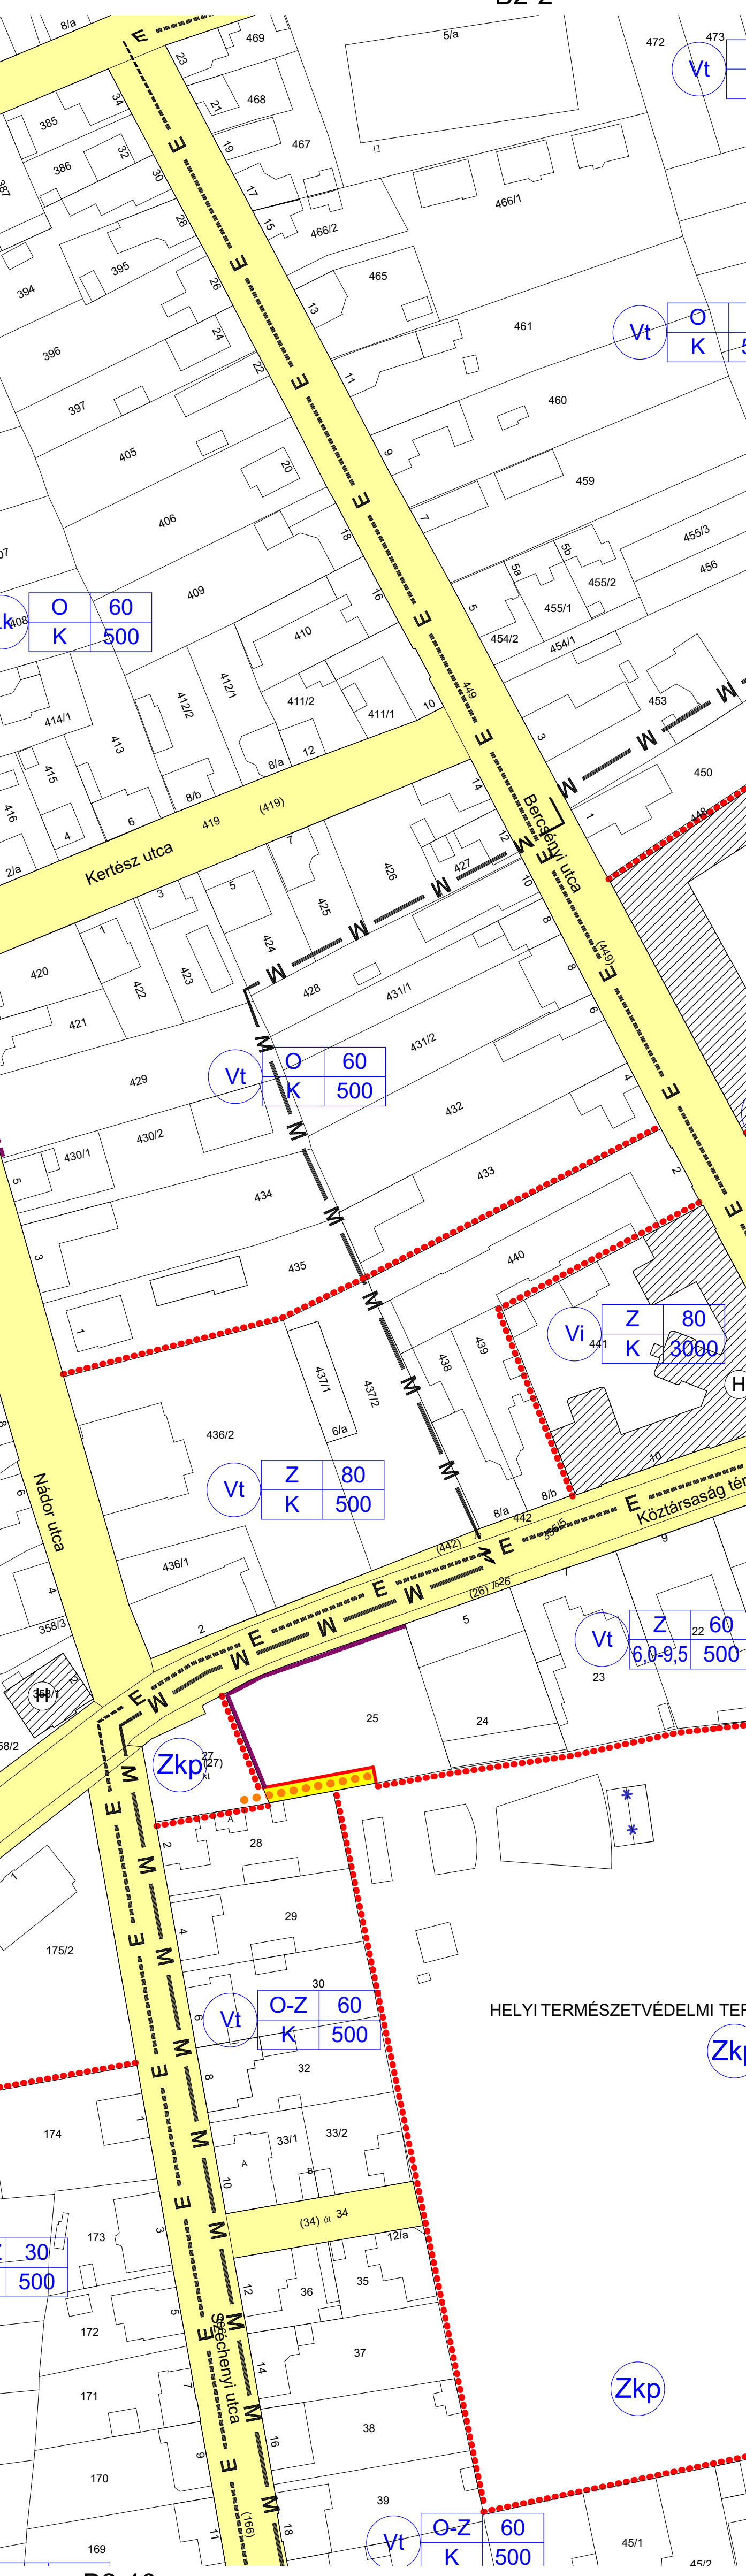 8/a
E
469
5/a
472
473
Vt
23
34
21
468
385
32
19
467
386
30
E
387
17
466/1
28
15
466/2
394
395
26
E
465
13
24
461
Vt
O
K
396
22
E
11
397
460
405
20
9
459
406
E
7
18
5b
455/3
5a
455/2
456
409
16
455/1
408
O 60
K 500
5
E
410
454/2
454/1
412/1
412/2
411/2
449
M
453
414/1
411/1
10
M
413
E
3
12
415
8/a
450
14
M
416
8/b
Bercsényi utca
1
448
6
419
(419)
4
7
12
M
E
2/a
Kertész utca
426
427
5
M
10
3
425
8
1
M
424
(449)
420
423
M
8
E
422
428
431/1
6
421
M
431/2
Vt
O 60
K 500
4
E
429
432
430/2
M
430/1
2
433
5
434
M
E
3
440
435
M
Vi
Z 80
K 3000
441
1
439
438
437/1
M
437/2
H
8
6/a
436/2
10
M
Vt
Z 80
K 500
6
Nádor utca
8/a
8/b
E
Köztársaság tér
442
(442)
M
E
9
436/1
E
(26)
26
7
4
M
358/3
2
5
M
Vt
Z 60
6,0-9,5 500
22
E
M
23
H
358/1
2
E
M
25
24
358/2
Zkp
27
(27)
M
E
A
28
1
2
M
29
4
E
175/2
M
30
HELYI TERMÉSZETVÉDELMI
Vt
O-Z 60
K 500
6
M
E
32
8
Zkp
174
1
M
33/1
33/2
A
B
10
E
(34) út 34
173
3
M
12/a
30
500
35
12
36
172
5
M
E
37
14
Széchenyi utca
171
7
M
Zkp
16
38
9
E
170
39
M
(166)
18
11
Vt
O-Z 60
K 500
45/1
169
45/2